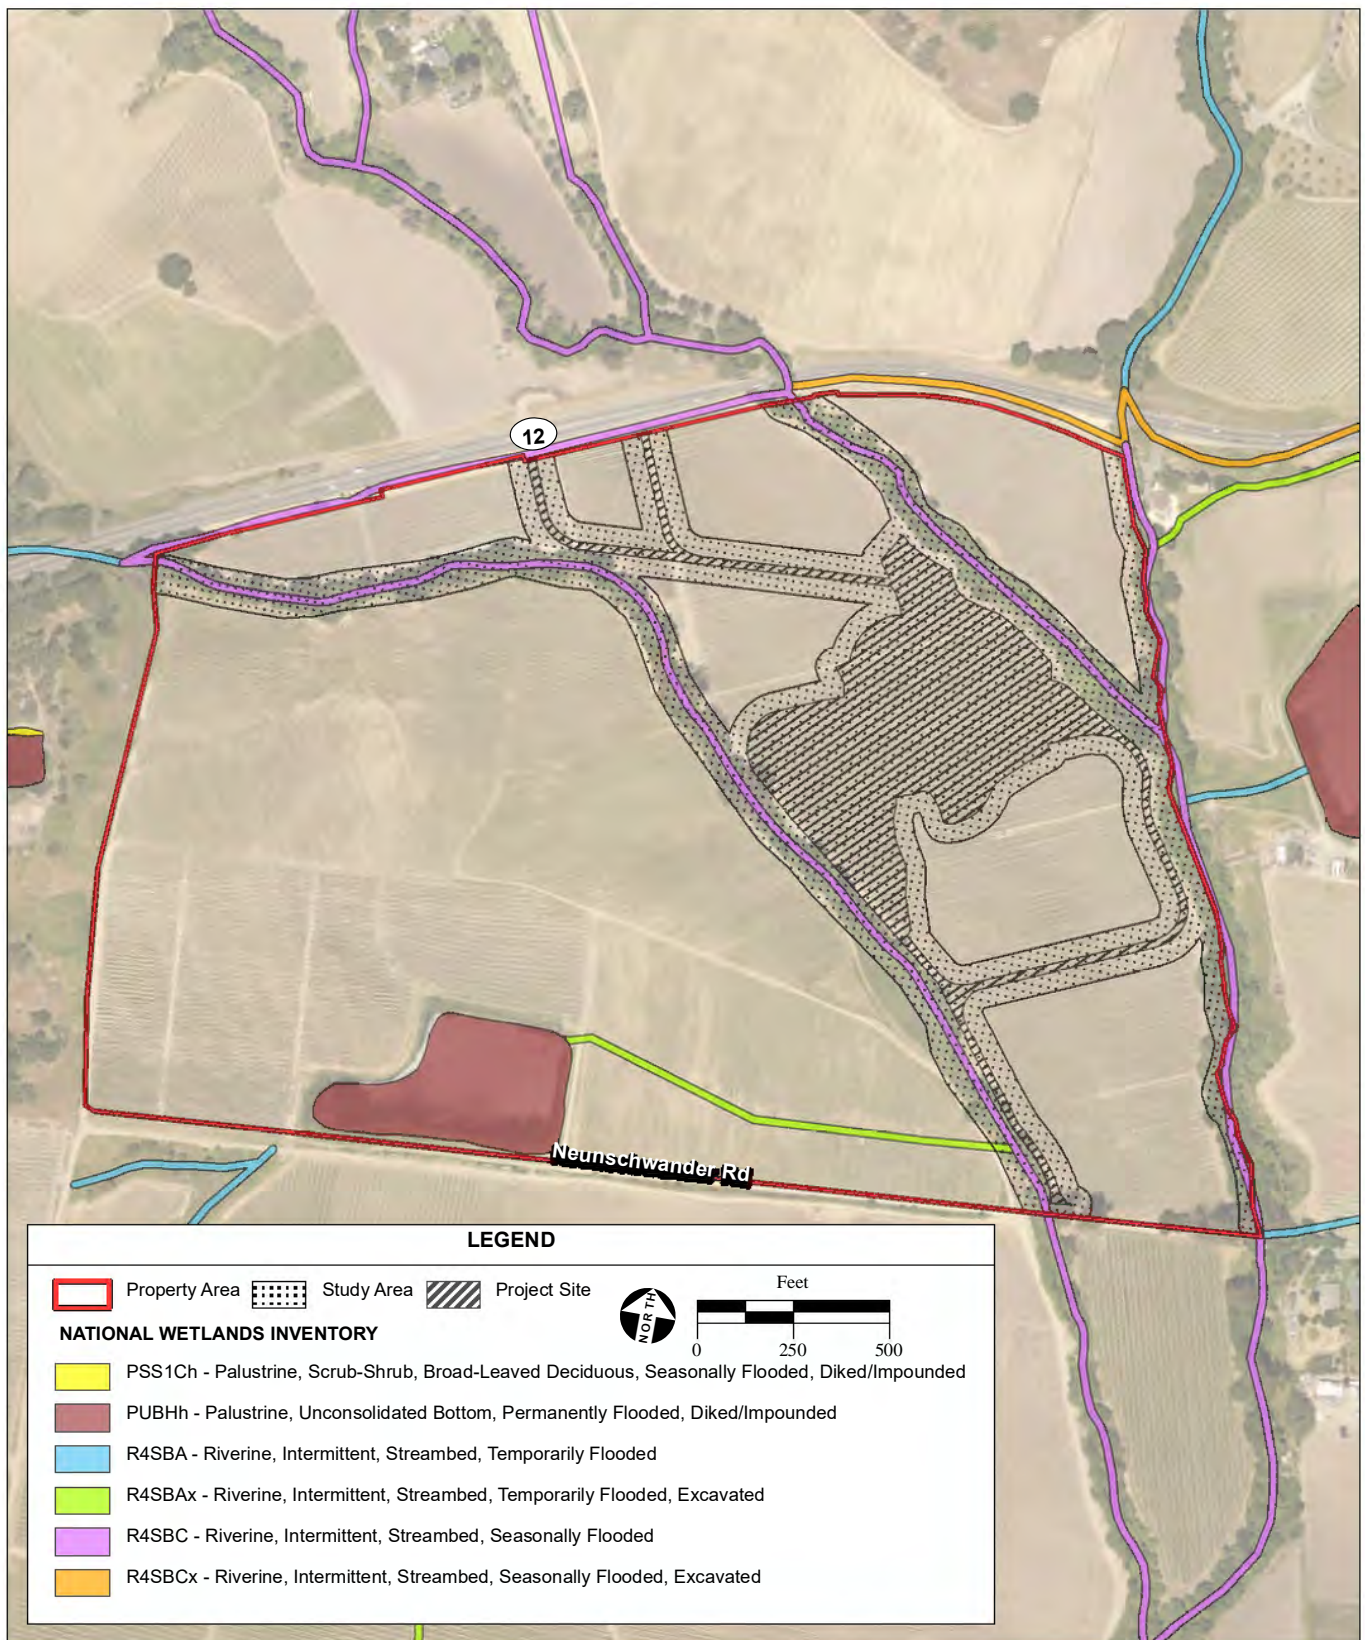 12
Neunschwander Rd
LEGEND
Property Area
Study Area
Project Site
NORTH
Feet
0 250 500
NATIONAL WETLANDS INVENTORY
PSS1Ch - Palustrine, Scrub-Shrub, Broad-Leaved Deciduous, Seasonally Flooded, Diked/Impounded
PUBHh - Palustrine, Unconsolidated Bottom, Permanently Flooded, Diked/Impounded
R4SBA - Riverine, Intermittent, Streambed, Temporarily Flooded
R4SBAx - Riverine, Intermittent, Streambed, Temporarily Flooded, Excavated
R4SBC - Riverine, Intermittent, Streambed, Seasonally Flooded
R4SBCx - Riverine, Intermittent, Streambed, Seasonally Flooded, Excavated